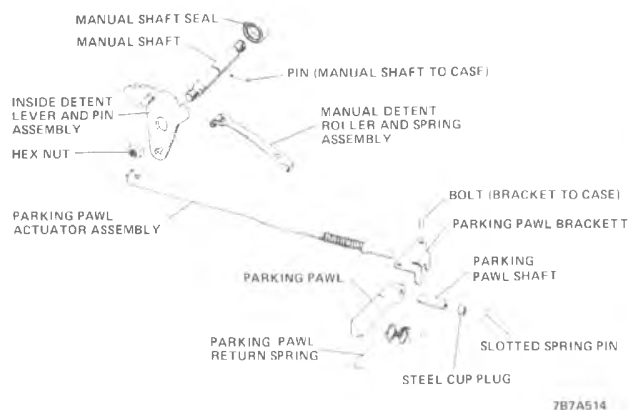 MANUAL SHAFT SEAL
MANUAL SHAFT
PIN (MANUAL SHAFT TO CASE)
INSIDE DETENT
LEVER AND PIN
ASSEMBLY
MANUAL DETENT
ROLLER AND SPRING
ASSEMBLY
HEX NUT
BOLT (BRACKET TO CASE)
PARKING PAWL
ACTUATOR ASSEMBLY
PARKING PAWL BRACKETT
PARKING
PAWL SHAFT
PARKING PAWL
PARKING PAWL
RETURN SPRING
SLOTTED SPRING PIN
STEEL CUP PLUG
7B7A514